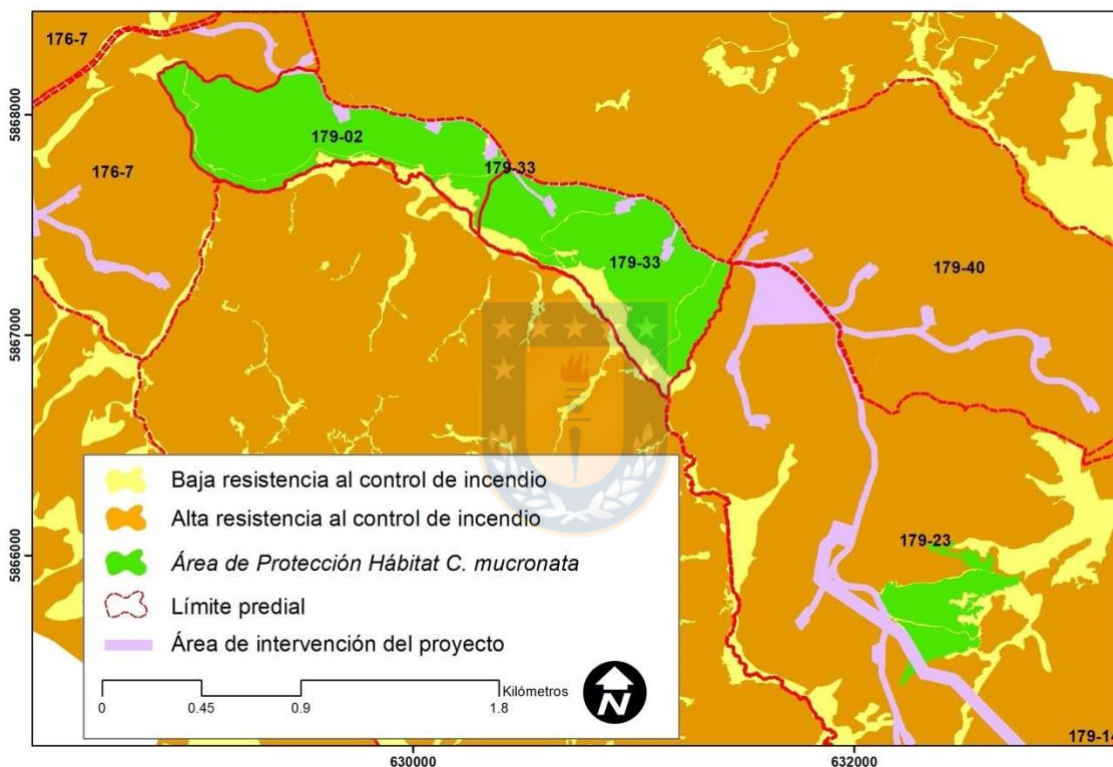 176-7
5868000
179-02
179-33
176-7
179-33
179-40
5867000
Baja resistencia al control de incendio
Alta resistencia al control de incendio
Área de Protección Hábitat C. mucronata
Límite predial
Área de intervención del proyecto
Kilómetros
0 0.45 0.9 1.8
N
5866000
179-23
179-14
630000 632000